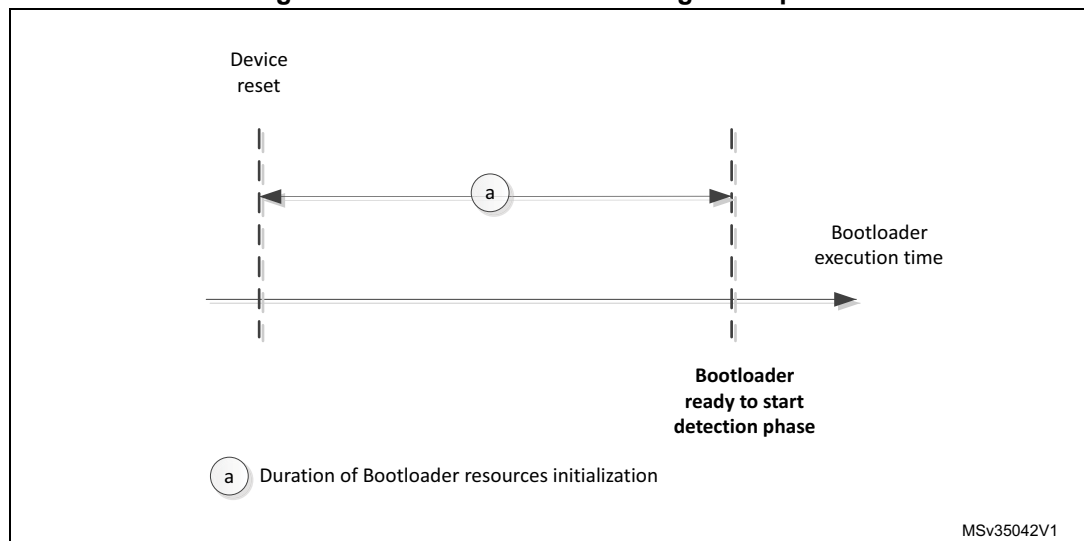 Device
reset
a
Bootloader
execution time
Bootloader
ready to start
detection phase
a Duration of Bootloader resources initialization
MSv35042V1